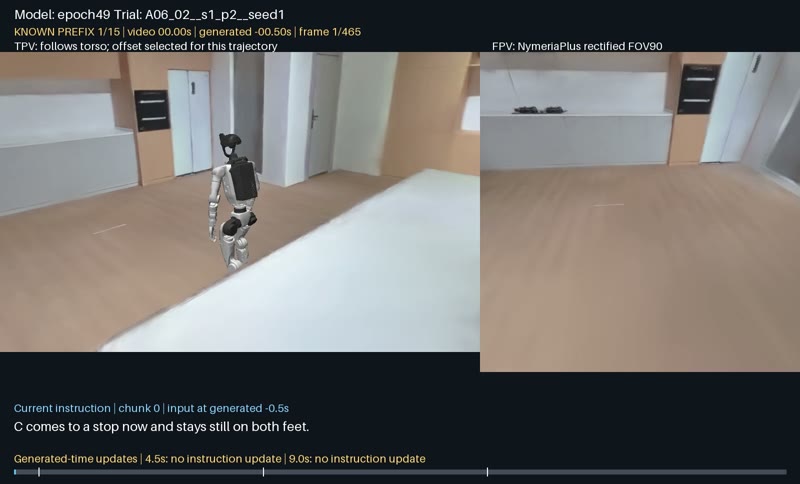 Model: epoch49 Trial: A06_02__s1_p2__seed1
KNOWN PREFIX 1/15 | video 00.00s | generated -00.50s | frame 1/465
TPV: follows torso; offset selected for this trajectory
FPV: NymeriaPlus rectified FOV90
Current instruction | chunk 0 | input at generated -0.5s
C comes to a stop now and stays still on both feet.
Generated-time updates | 4.5s: no instruction update | 9.0s: no instruction update